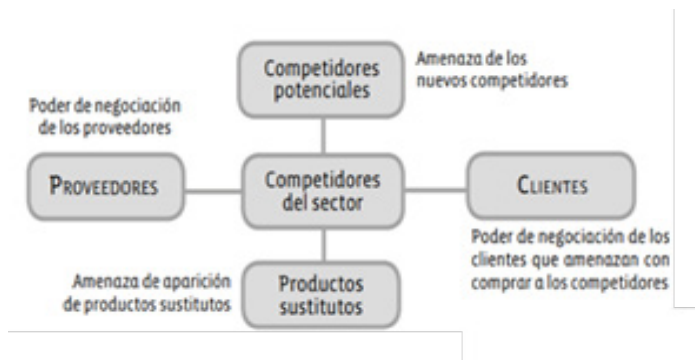 Competidores
potenciales
Amenaza de los
nuevos competidores
Poder de negociación
de los proveedores
PROVEEDORES
Competidores
del sector
CLIENTES
Poder de negociación de los
clientes que amenazan con
comprar a los competidores
Amenaza de aparición
de productos sustitutos
Productos
sustitutos